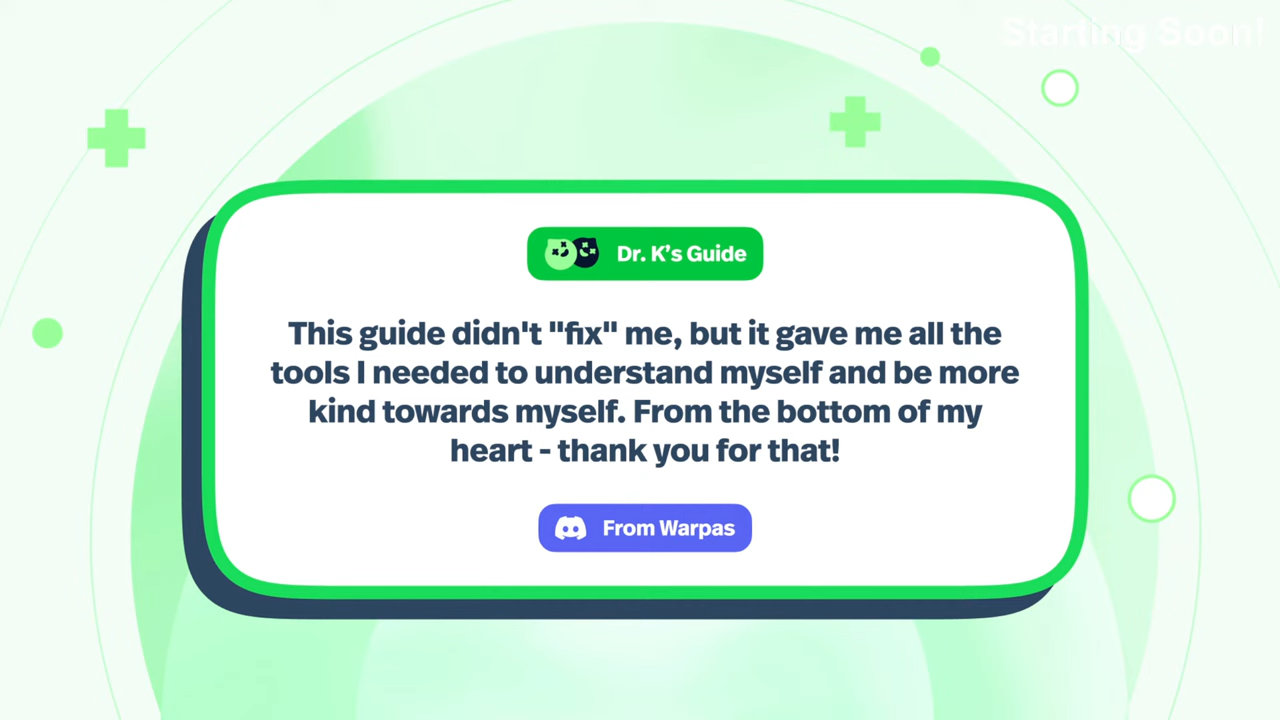 Starting Soon!
Dr. K's Guide
This guide didn't "fix" me, but it gave me all the
tools I needed to understand myself and be more
kind towards myself. From the bottom of my
heart - thank you for that!
From Warpas